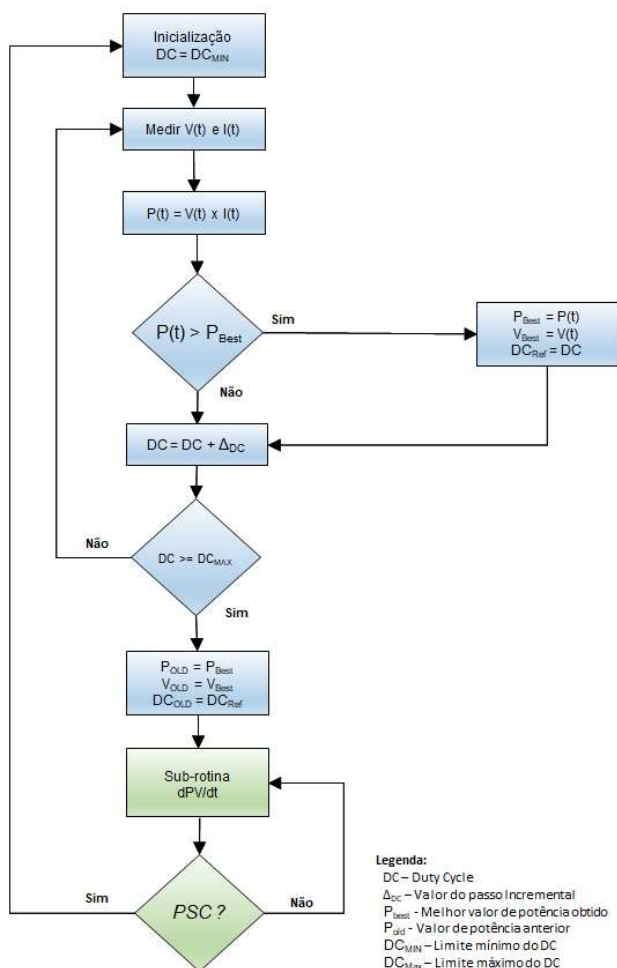 Inicialização
DC = DCMIN
Medir V(t) e I(t)
P(t) = V(t) x I(t)
P(t) > PBest
Sim
PBest = P(t)
VBest = V(t)
DCRef = DC
Não
DC = DC + ΔDC
Não
DC >= DCMAX
Sim
POLD = PBest
VOLD = VBest
DCOLD = DCRef
Sub-rotina
dPV/dt
Sim
PSC ?
Não
Legenda:
DC – Duty Cycle
ΔDC – Valor do passo Incremental
Pbest - Melhor valor de potência obtido
Pold - Valor de potência anterior
DCMIN – Limite mínimo do DC
DCMax – Limite máximo do DC